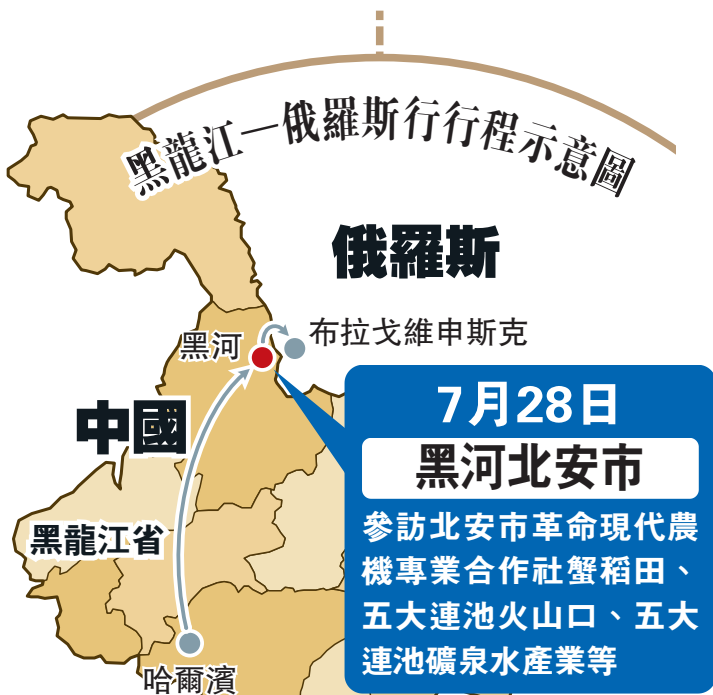 黑龍江—俄羅斯行行程示意圖
俄羅斯
布拉戈維申斯克
黑河
中國
黑龍江省
哈爾濱
7月28日
黑河北安市
參訪北安市革命現代農
機專業合作社蟹稻田、
五大連池火山口、五大
連池礦泉水產業等